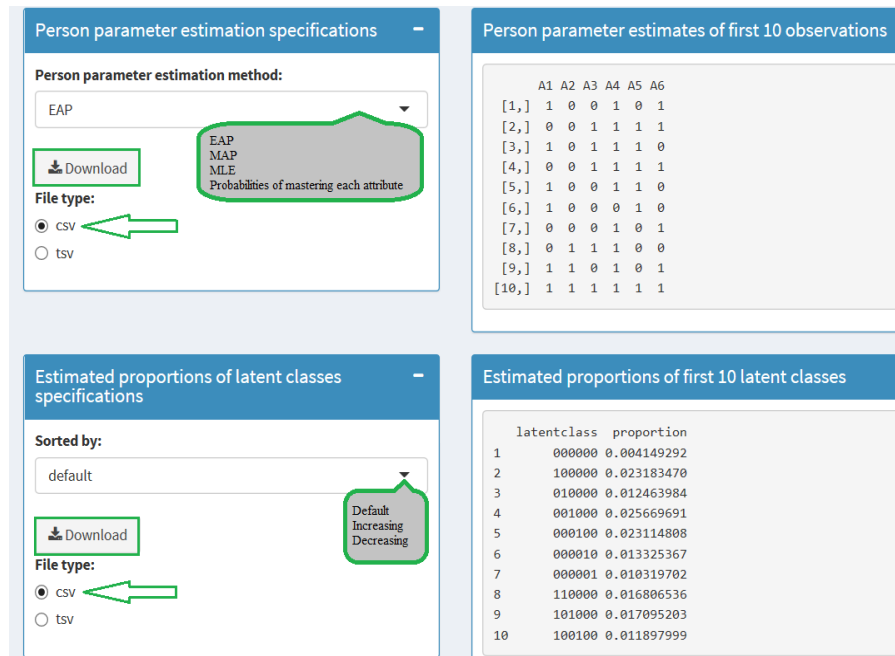 Person parameter estimation specifications
Person parameter estimation method:
EAP
EAP
MAP
MLE
Probabilities of mastering each attribute
Download
File type:
csv
tsv
Person parameter estimates of first 10 observations
A1 A2 A3 A4 A5 A6
[1,] 1 0 0 1 0 1
[2,] 0 0 1 1 1 1
[3,] 1 0 1 1 1 0
[4,] 0 0 1 1 1 1
[5,] 1 0 0 1 1 0
[6,] 1 0 0 0 1 0
[7,] 0 0 0 1 0 1
[8,] 0 1 1 1 0 0
[9,] 1 1 0 1 0 1
[10,] 1 1 1 1 1 1
Estimated proportions of latent classes
specifications
Sorted by:
default
Default
Increasing
Decreasing
Download
File type:
csv
tsv
Estimated proportions of first 10 latent classes
latentclass proportion
1 000000 0.004149292
2 100000 0.023183470
3 010000 0.012463984
4 001000 0.025669691
5 000100 0.023114808
6 000010 0.013325367
7 000001 0.010319702
8 110000 0.016806536
9 101000 0.017095203
10 100100 0.011897999